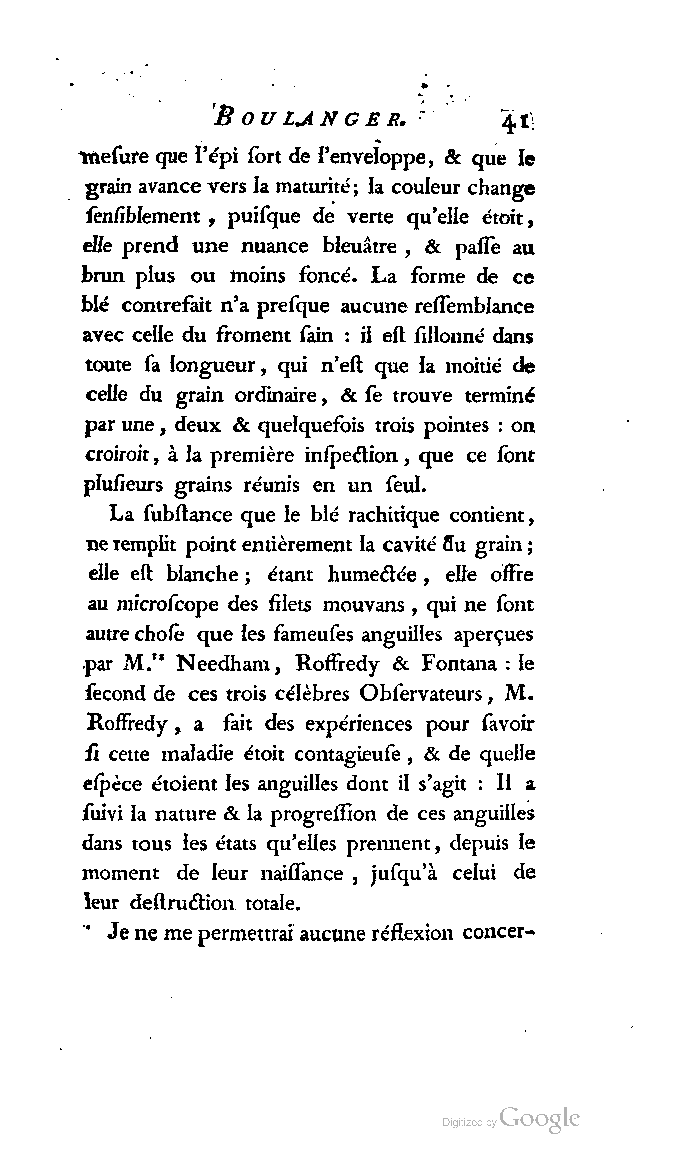 BOULANGER. 41
meſure que l'épi ſort de l'enveloppe, & que le
grain avance vers la maturité; la couleur change
ſenſiblement, puiſque de verte qu'elle étoit,
elle prend une nuance bleuâtre, & paſſe au
brun plus ou moins foncé. La forme de ce
blé contrefait n'a preſque aucune reſſemblance
avec celle du froment ſain : il eſt ſillonné dans
toute ſa longueur, qui n'eſt que la moitié de
celle du grain ordinaire, & ſe trouve terminé
par une, deux & quelquefois trois pointes : on
croiroit, à la première inſpection, que ce ſont
pluſieurs grains réunis en un ſeul.
La ſubſtance que le blé rachitique contient,
ne remplit point entièrement la cavité du grain;
elle eſt blanche; étant humectée, elle offre
au microſcope des filets mouvans, qui ne ſont
autre choſe que les fameuſes anguilles aperçues
par M.rs Needham, Roffredy & Fontana : le
ſecond de ces trois célèbres Obſervateurs, M.
Roffredy, a fait des expériences pour ſavoir
ſi cette maladie étoit contagieuſe, & de quelle
eſpèce étoient les anguilles dont il s'agit : Il a
ſuivi la nature & la progreſſion de ces anguilles
dans tous les états qu'elles prennent, depuis le
moment de leur naiſſance, juſqu'à celui de
leur deſtruction totale.
Je ne me permettrai aucune réflexion concer-
Digitized by Google